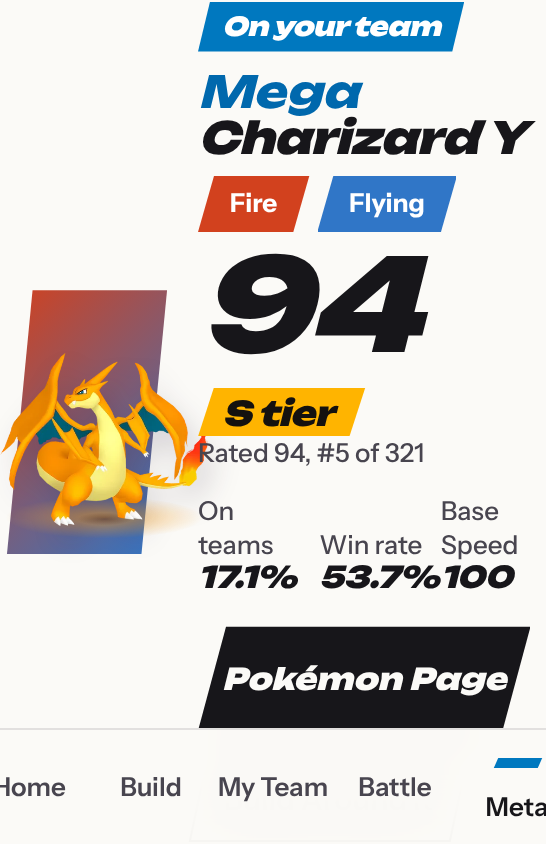 On your team
Mega
Charizard Y
Fire Flying
94
S tier
Rated 94, #5 of 321
On teams Win rate Base Speed
17.1% 53.7% 100
Pokémon Page
Home Build My Team Battle Meta